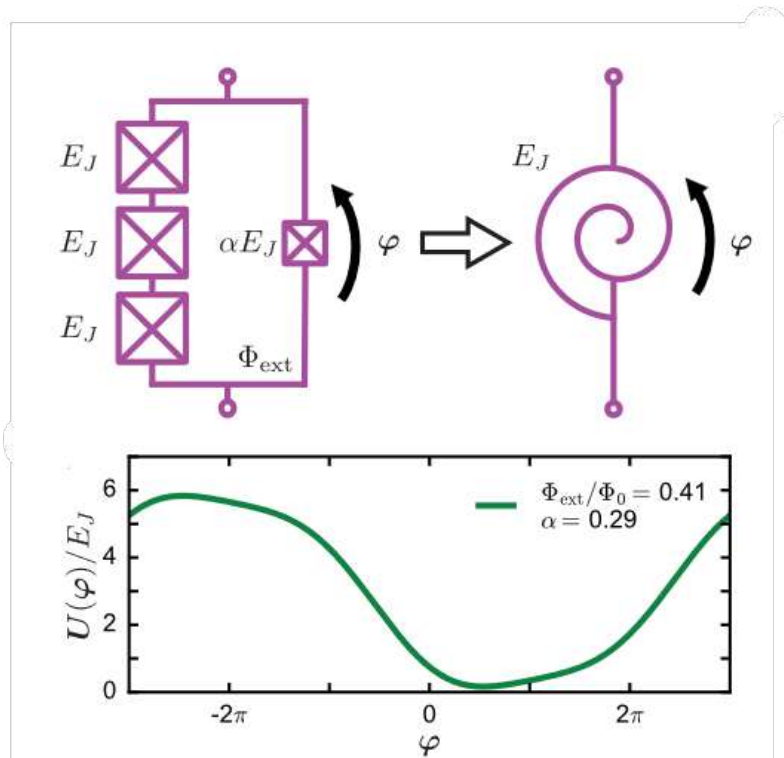 E_J
E_J
E_J
αE_J
φ
Φ_ext
E_J
φ
Φ_ext/Φ_0 = 0.41
α = 0.29
U(φ)/E_J
6
4
2
0
-2π
0
2π
φ